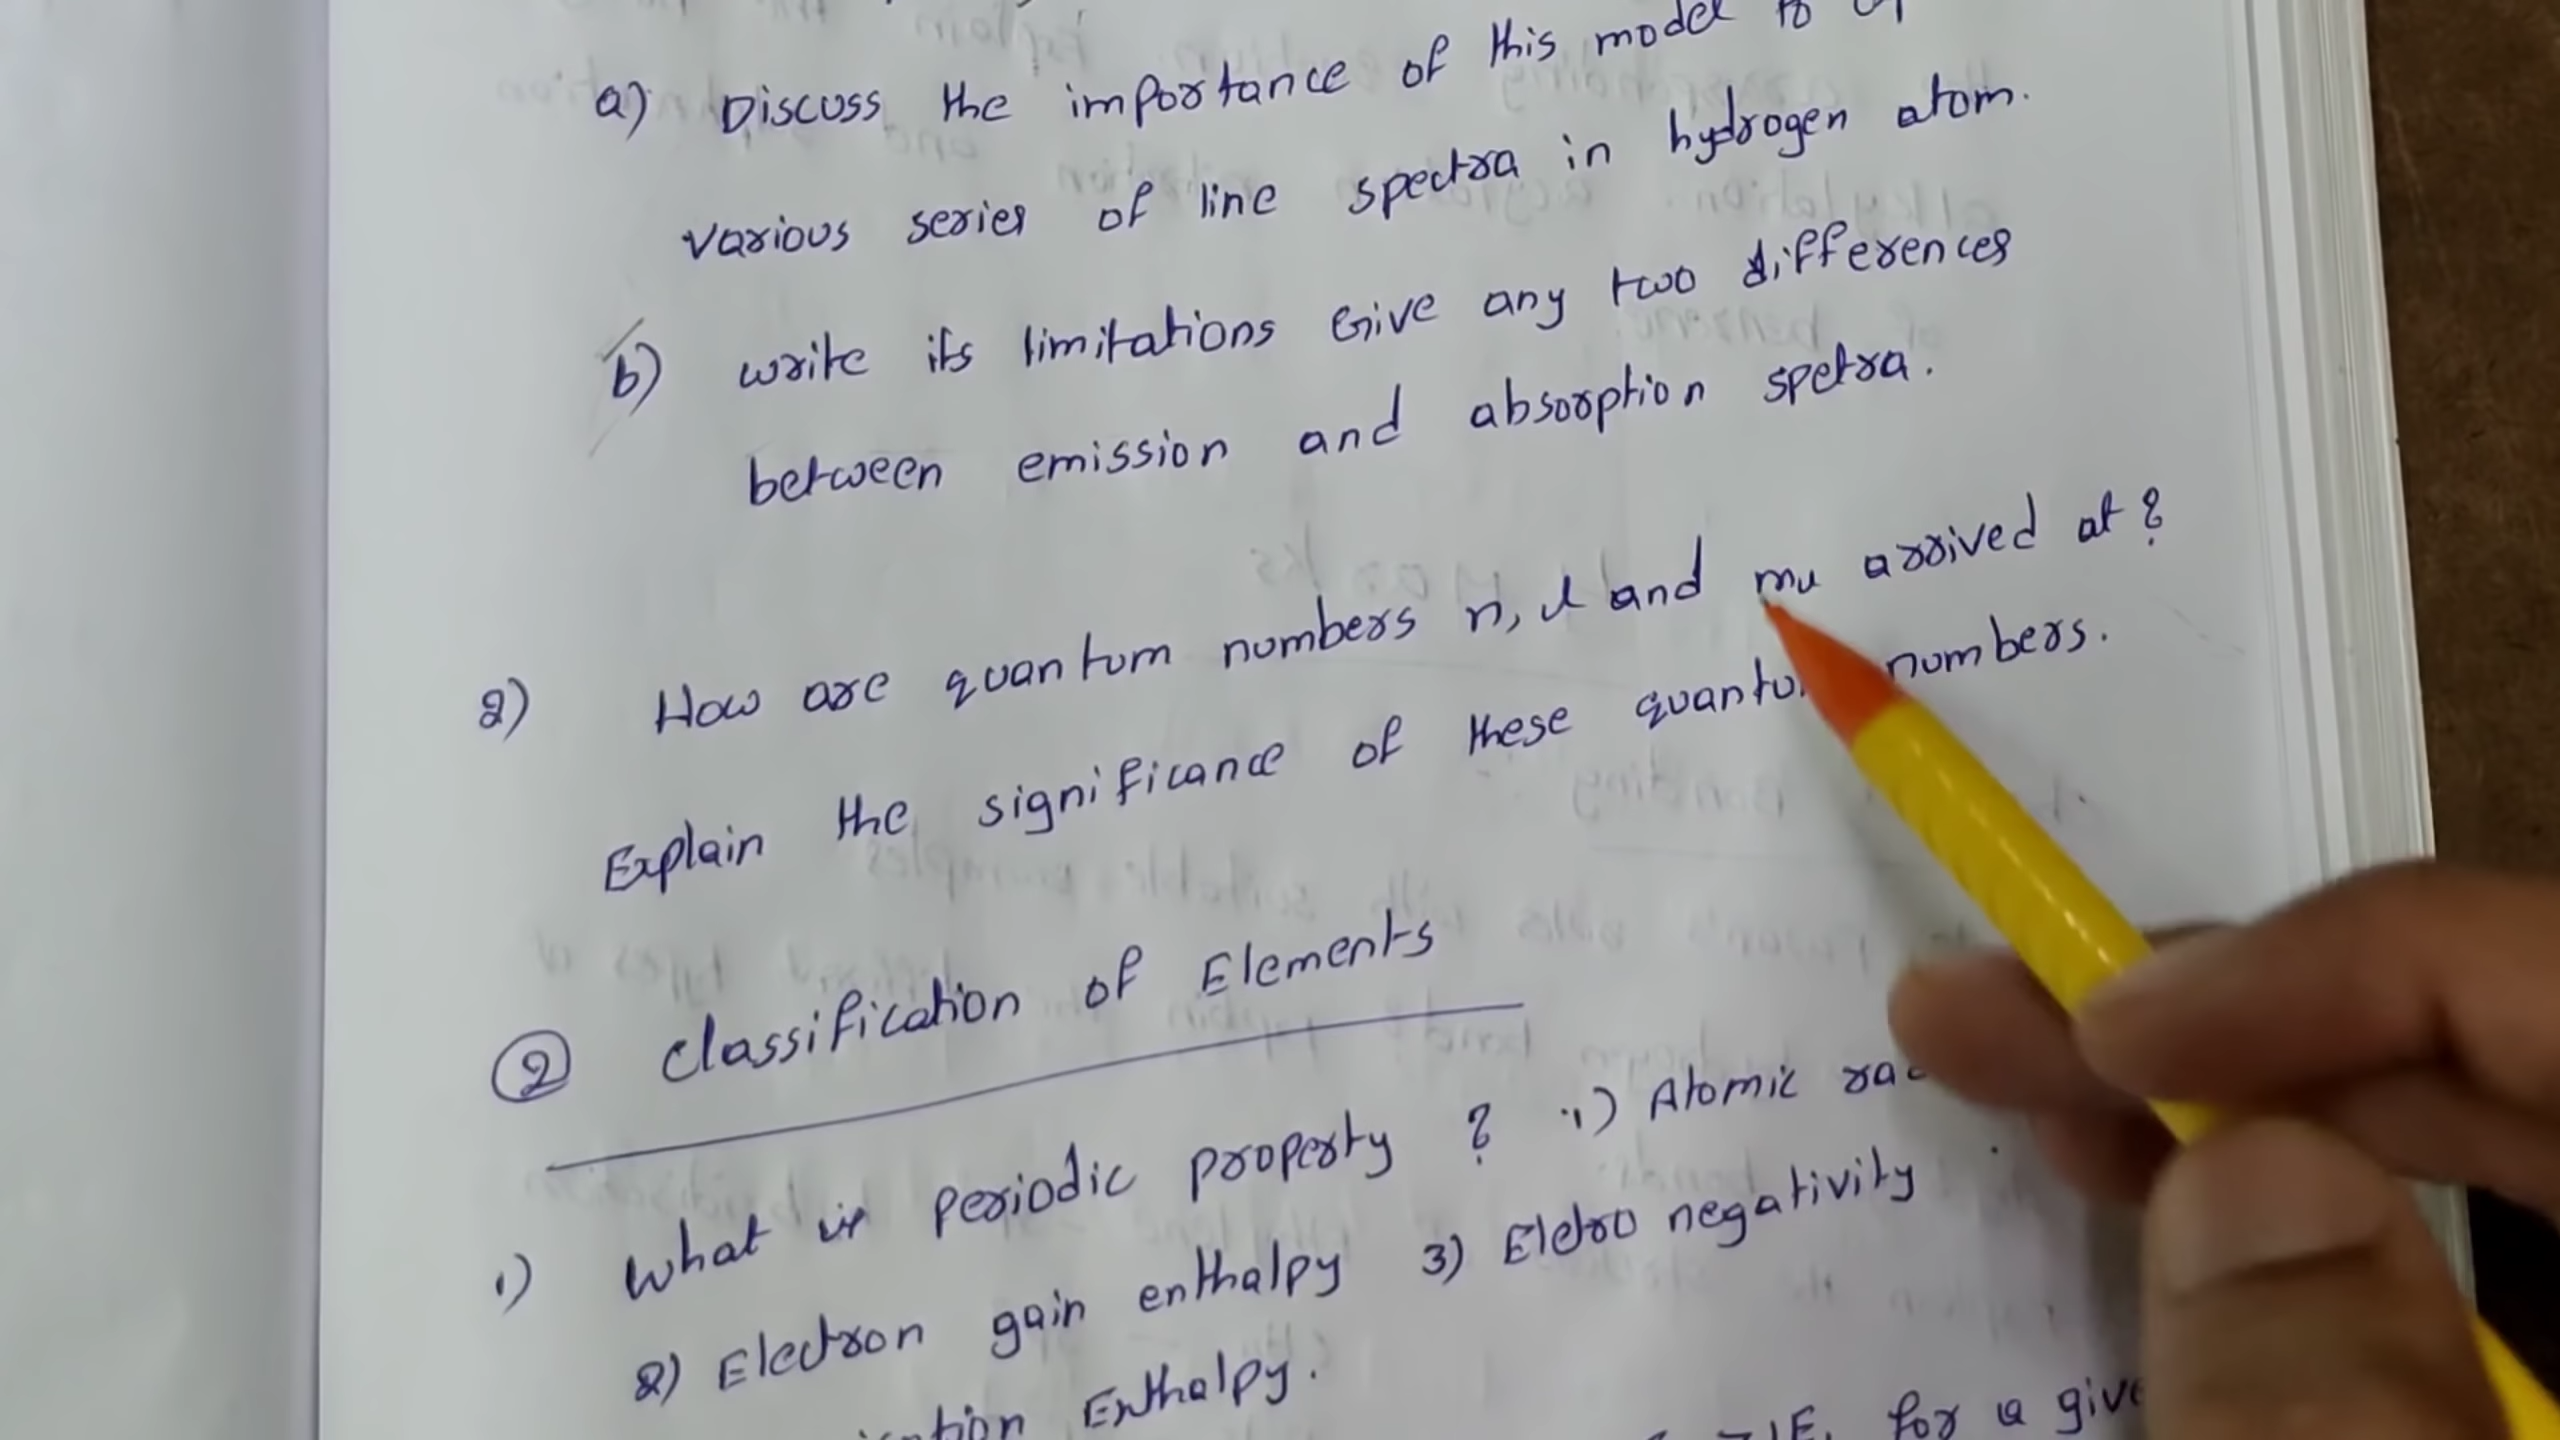 a) Discuss the importance of this model to
various series of line spectra in hydrogen atom.
b) write its limitations Give any two differences
between emission and absorption spetra.
2) How are quantum numbers n, l and mu arrived at?
Explain the significance of these quantu numbers.
2 Classification of Elements
1) What is periodic property? 1) Atomic
2) Electron gain enthalpy 3) Eletro negativity
Enthalpy.
for a give